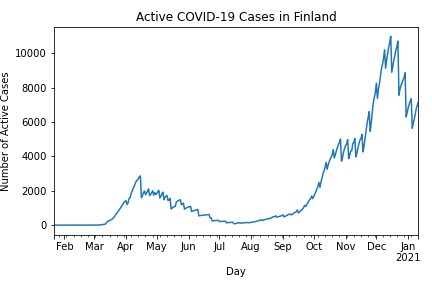 Active COVID-19 Cases in Finland
Number of Active Cases
10000
8000
6000
4000
2000
0
Feb Mar Apr May Jun Jul Aug Sep Oct Nov Dec Jan
2021
Day